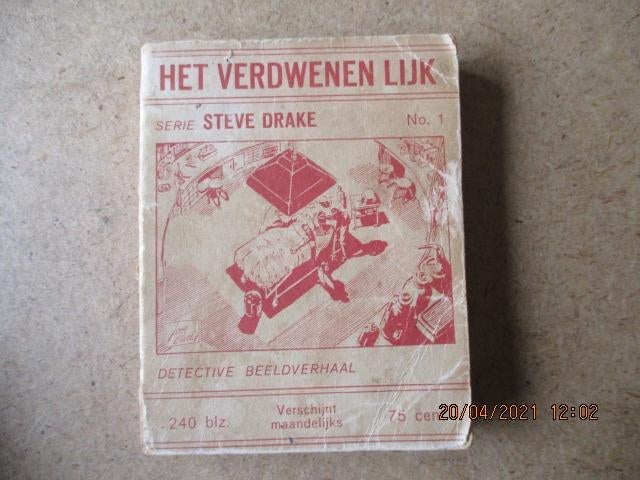 HET VERDWENEN LIJK
SERIE STEVE DRAKE No. 1
DETECTIVE BEELDVERHAAL
240 blz. Verschijnt maandelijks 75 cent
20/04/2021 12:02